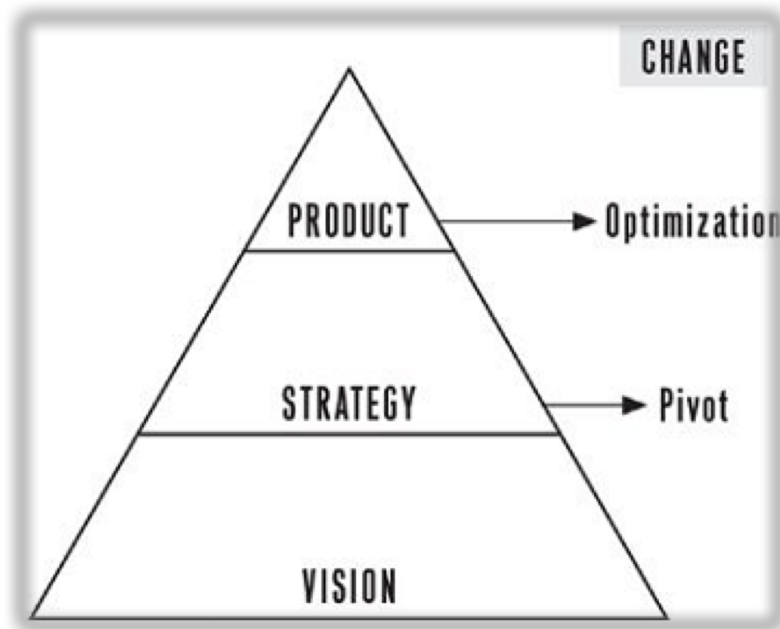 CHANGE
PRODUCT
Optimization
STRATEGY
Pivot
VISION